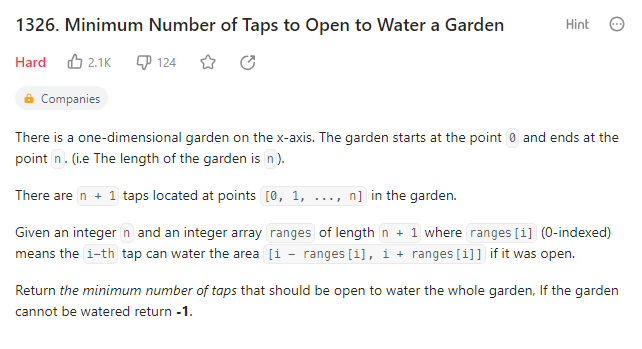 1326. Minimum Number of Taps to Open to Water a Garden Hint
Hard 2.1K 124
Companies
There is a one-dimensional garden on the x-axis. The garden starts at the point 0 and ends at the
point n. (i.e The length of the garden is n).
There are n + 1 taps located at points [0, 1, ..., n] in the garden.
Given an integer n and an integer array ranges of length n + 1 where ranges[i] (0-indexed)
means the i-th tap can water the area [i - ranges[i], i + ranges[i]] if it was open.
Return the minimum number of taps that should be open to water the whole garden, If the garden
cannot be watered return -1.